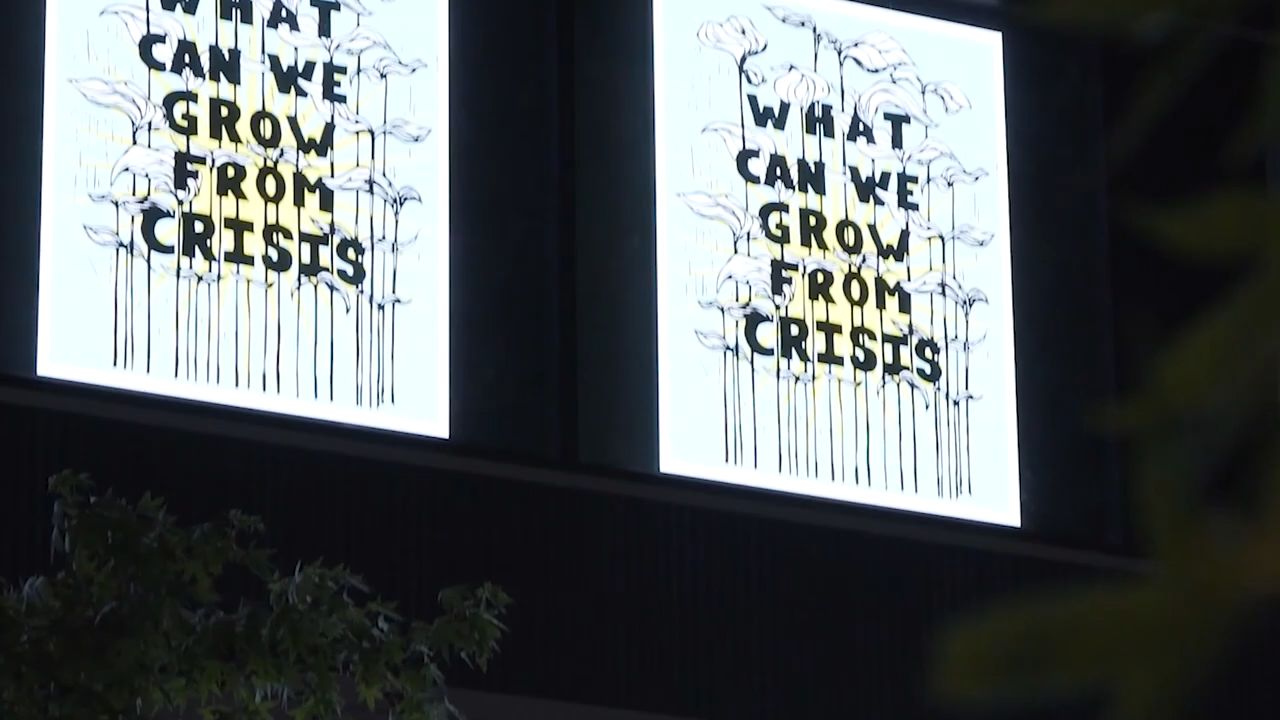 WHAT
CAN WE
GROW
FROM
CRISIS
WHAT
CAN WE
GROW
FROM
CRISIS